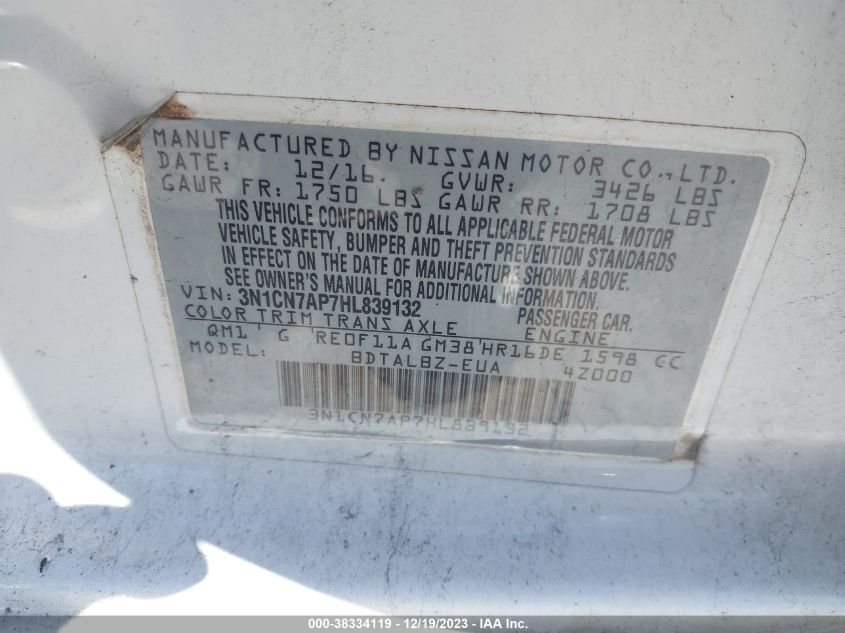 MANUFACTURED BY NISSAN MOTOR CO., LTD.
DATE: 12/16. GVWR: 3426 LBS
GAWR FR: 1750 LBS GAWR RR: 1708 LBS
THIS VEHICLE CONFORMS TO ALL APPLICABLE FEDERAL MOTOR
VEHICLE SAFETY, BUMPER AND THEFT PREVENTION STANDARDS
IN EFFECT ON THE DATE OF MANUFACTURE SHOWN ABOVE.
SEE OWNER'S MANUAL FOR ADDITIONAL INFORMATION.
VIN: 3N1CN7AP7HL839132 PASSENGER CAR.
COLOR TRIM TRANS AXLE ENGINE
QM1 ' G 'RE0F11A GM38'HR16DE 1598 CC
MODEL: BDTALBZ-EUA 4Z000
3N1CN7AP7HL839132
000-38334119 - 12/19/2023 - IAA Inc.